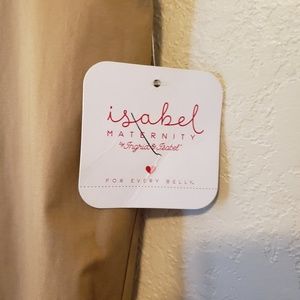 isabel
MATERNITY
by Ingrid & Isabel
FOR EVERY BELLY.